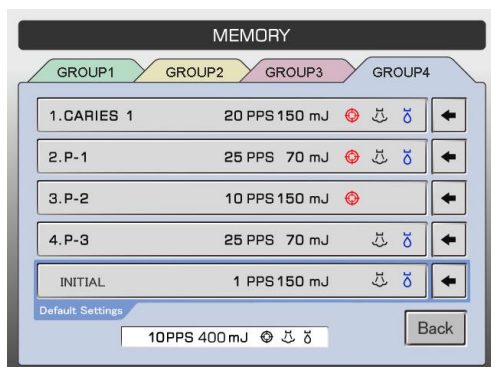 MEMORY
GROUP1 GROUP2 GROUP3 GROUP4
1.CARIES 1 20 PPS 150 mJ
2.P-1 25 PPS 70 mJ
3.P-2 10 PPS 150 mJ
4.P-3 25 PPS 70 mJ
INITIAL 1 PPS 150 mJ
Default Settings
10PPS 400 mJ
Back